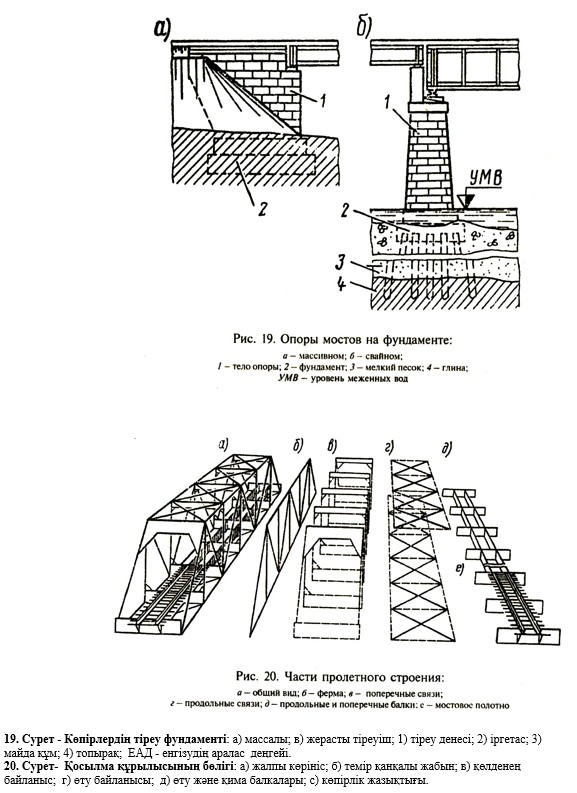 а)
б)
1
2
1
УМВ
2
3
4
Рис. 19. Опоры мостов на фундаменте:
а – массивном; б – свайном;
1 – тело опоры; 2 – фундамент; 3 – мелкий песок; 4 – глина;
УМВ – уровень меженных вод
а)
б)
в)
г)
д)
е)
Рис. 20. Части пролетного строения:
а – общий вид; б – ферма; в – поперечные связи;
г – продольные связи; д – продольные и поперечные балки; е – мостовое полотно
19. Сурет - Көпірлердің тіреу фундементі: а) массалы; в) жерасты тіреуіш; 1) тіреу денесі; 2) іргетас; 3)
майда құм; 4) топырақ; ЕАД - енгізудің аралас деңгейі.
20. Сурет- Қосылма құрылысының бөлігі: а) жалпы көрініс; б) темір қаңқалы жабын; в) көлденең
байланыс; г) өту байланысы; д) өту және қима балкалары; с) көпірлік жазықтығы.